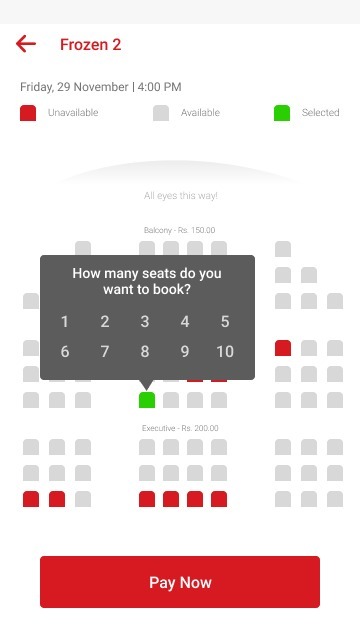 Frozen 2
Friday, 29 November | 4:00 PM
Unavailable
Available
Selected
All eyes this way!
Balcony - Rs. 150.00
How many seats do you
want to book?
1 2 3 4 5
6 7 8 9 10
Executive - Rs. 200.00
Pay Now